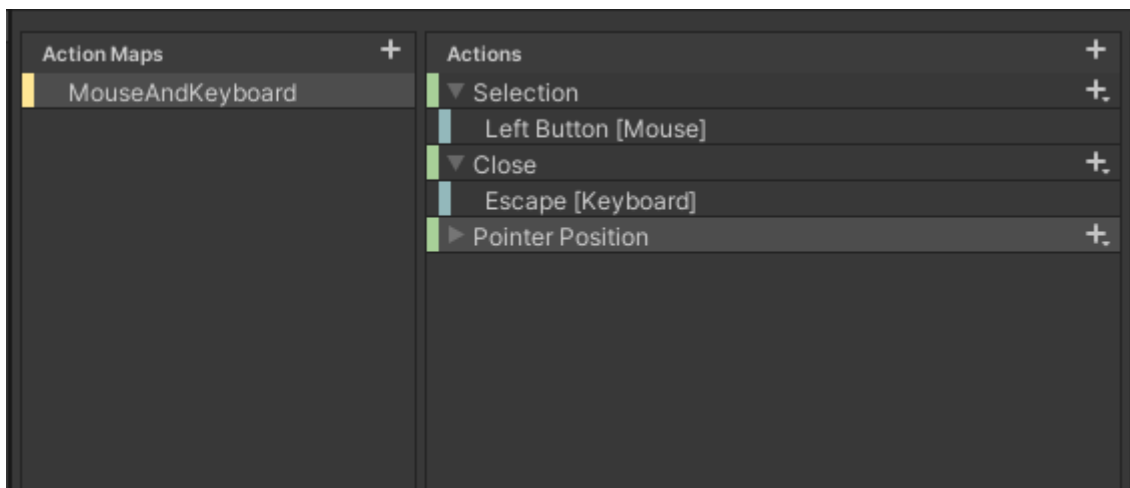 Action Maps
MouseAndKeyboard
Actions
Selection
Left Button [Mouse]
Close
Escape [Keyboard]
Pointer Position